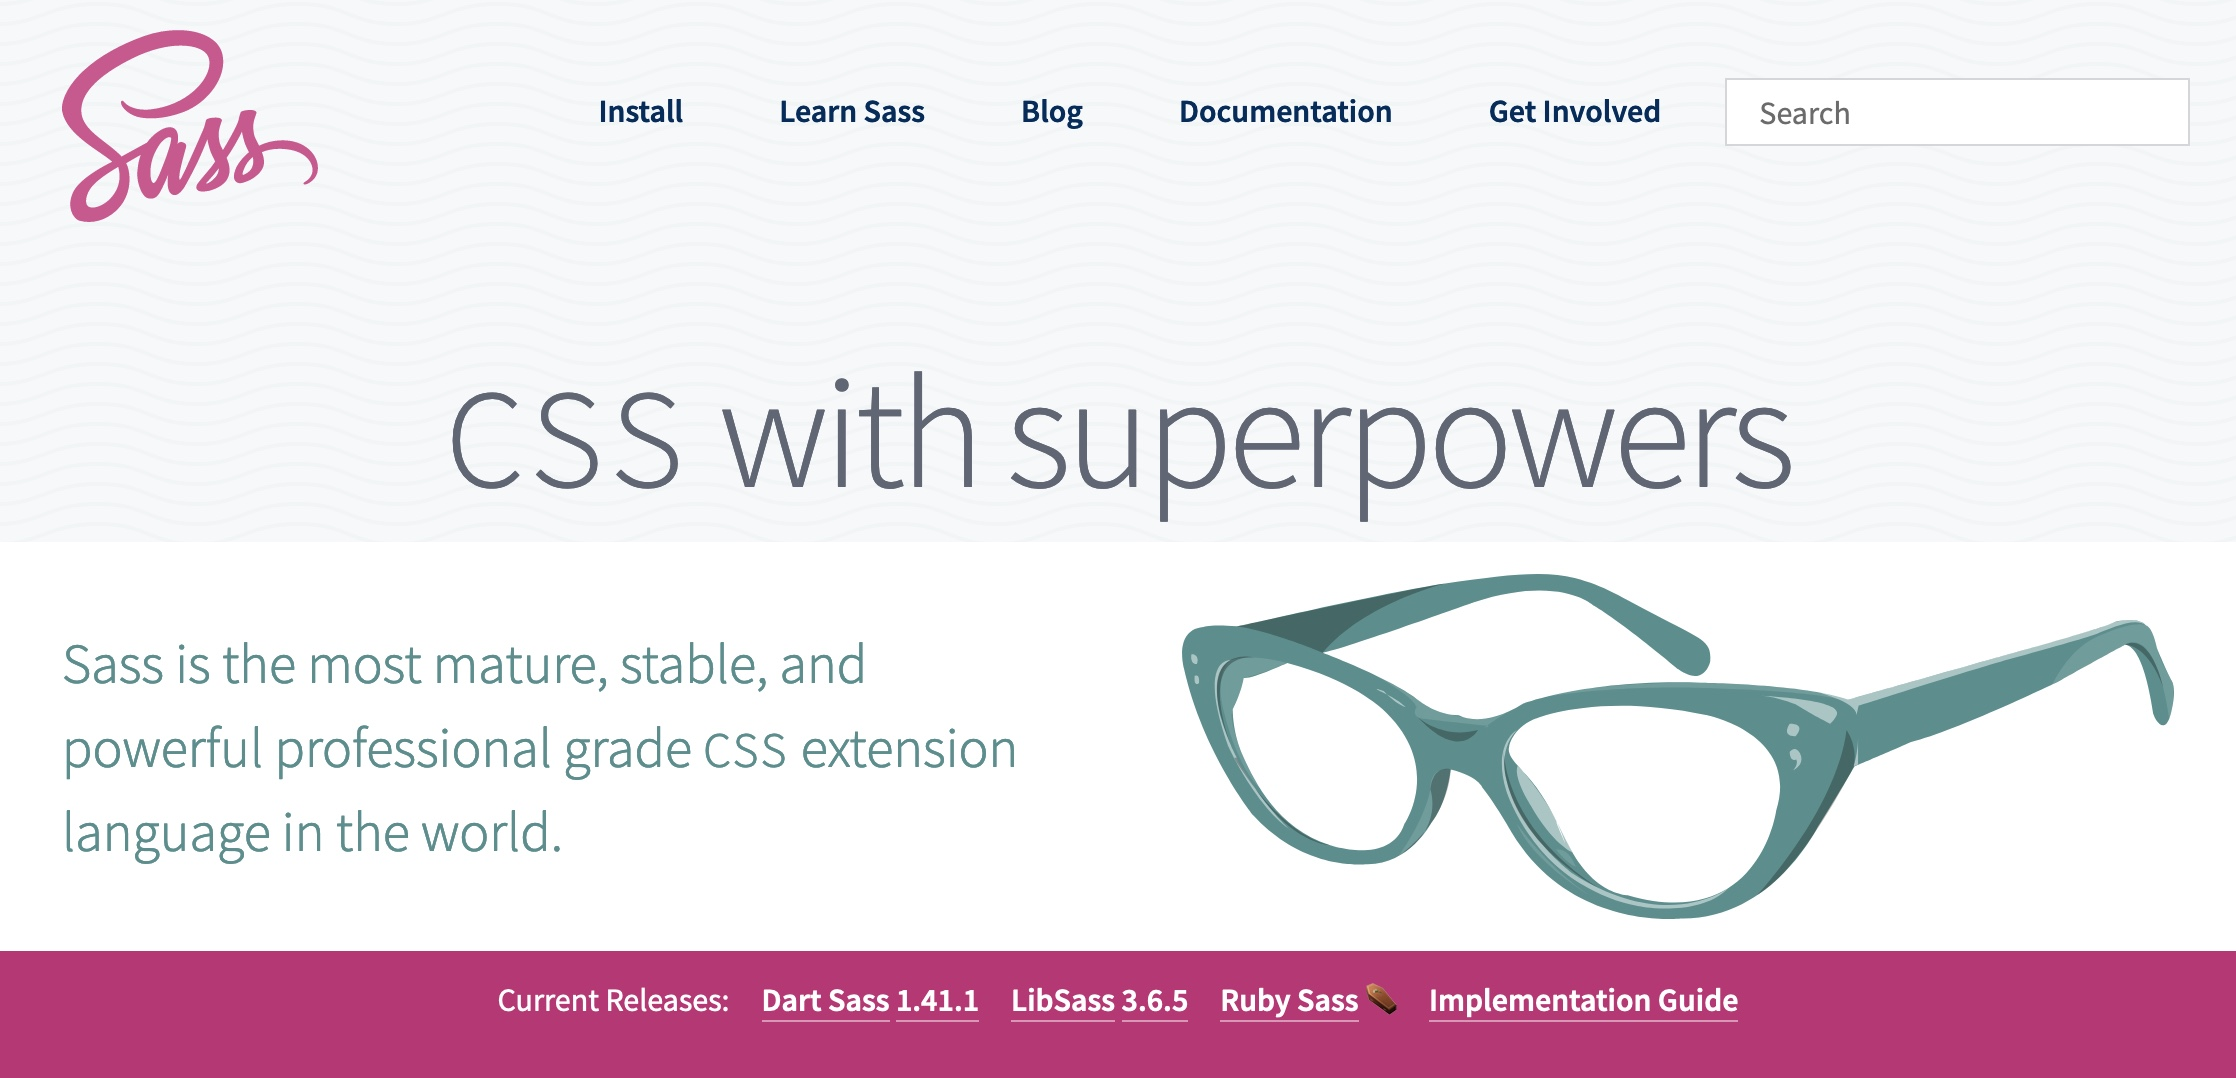 Sass
Install Learn Sass Blog Documentation Get Involved Search
CSS with superpowers
Sass is the most mature, stable, and
powerful professional grade CSS extension
language in the world.
Current Releases: Dart Sass 1.41.1 LibSass 3.6.5 Ruby Sass ⚰️ Implementation Guide